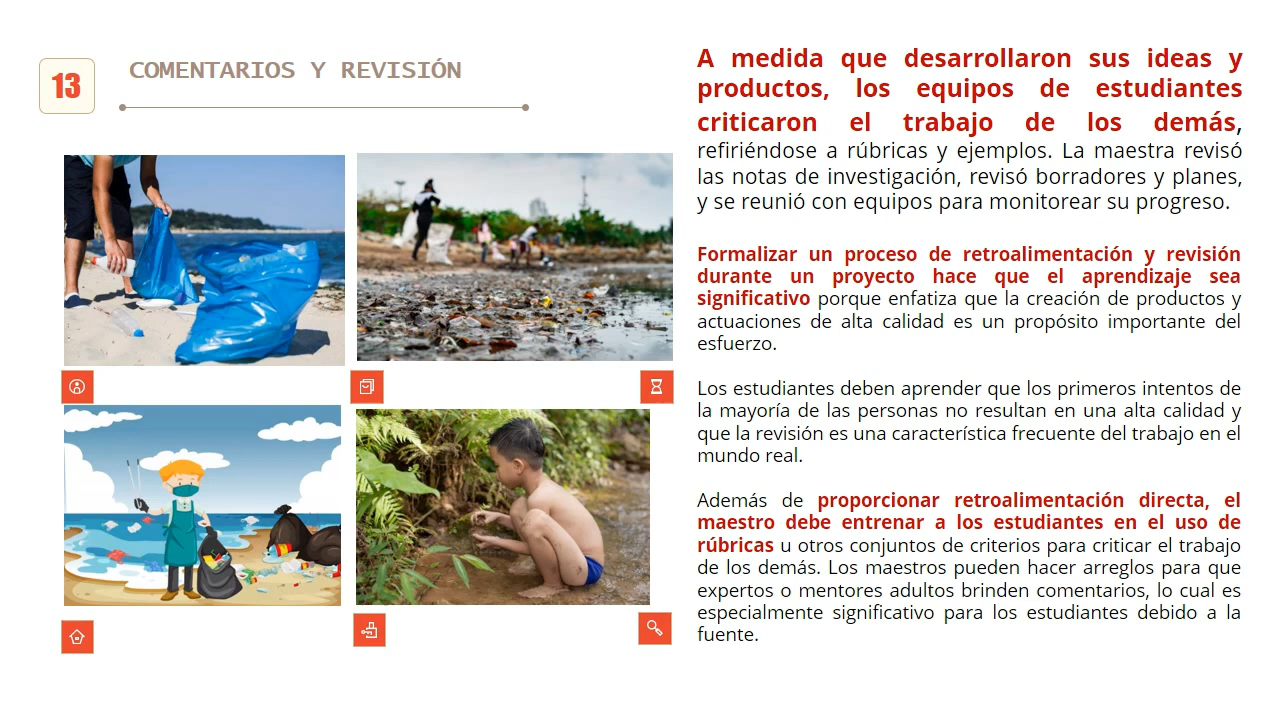 13
COMENTARIOS Y REVISIÓN
A medida que desarrollaron sus ideas y
productos, los equipos de estudiantes
criticaron el trabajo de los demás,
refiriéndose a rúbricas y ejemplos. La maestra revisó
las notas de investigación, revisó borradores y planes,
y se reunió con equipos para monitorear su progreso.
Formalizar un proceso de retroalimentación y revisión
durante un proyecto hace que el aprendizaje sea
significativo porque enfatiza que la creación de productos y
actuaciones de alta calidad es un propósito importante del
esfuerzo.
Los estudiantes deben aprender que los primeros intentos de
la mayoría de las personas no resultan en una alta calidad y
que la revisión es una característica frecuente del trabajo en el
mundo real.
Además de proporcionar retroalimentación directa, el
maestro debe entrenar a los estudiantes en el uso de
rúbricas u otros conjuntos de criterios para criticar el trabajo
de los demás. Los maestros pueden hacer arreglos para que
expertos o mentores adultos brinden comentarios, lo cual es
especialmente significativo para los estudiantes debido a la
fuente.